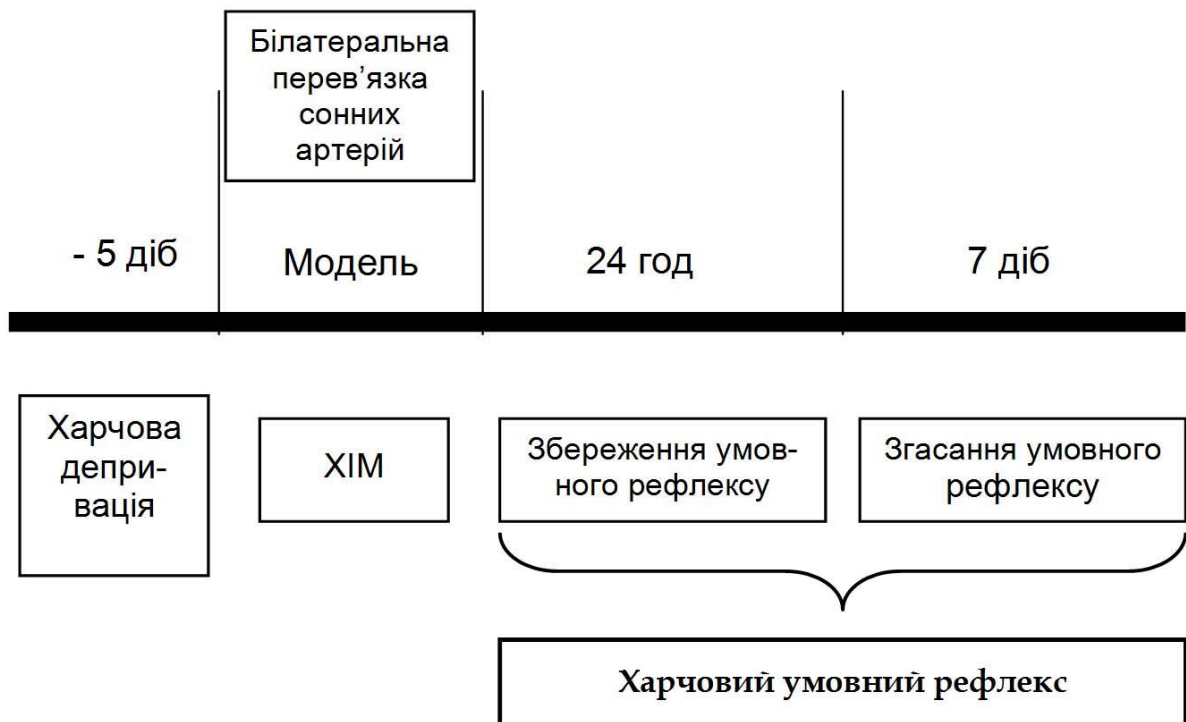 Білатеральна
перев’язка
сонних
артерій
- 5 діб
Модель
24 год
7 діб
Харчова
депри-
вація
ХІМ
Збереження умов-
ного рефлексу
Згасання умовного
рефлексу
Харчовий умовний рефлекс